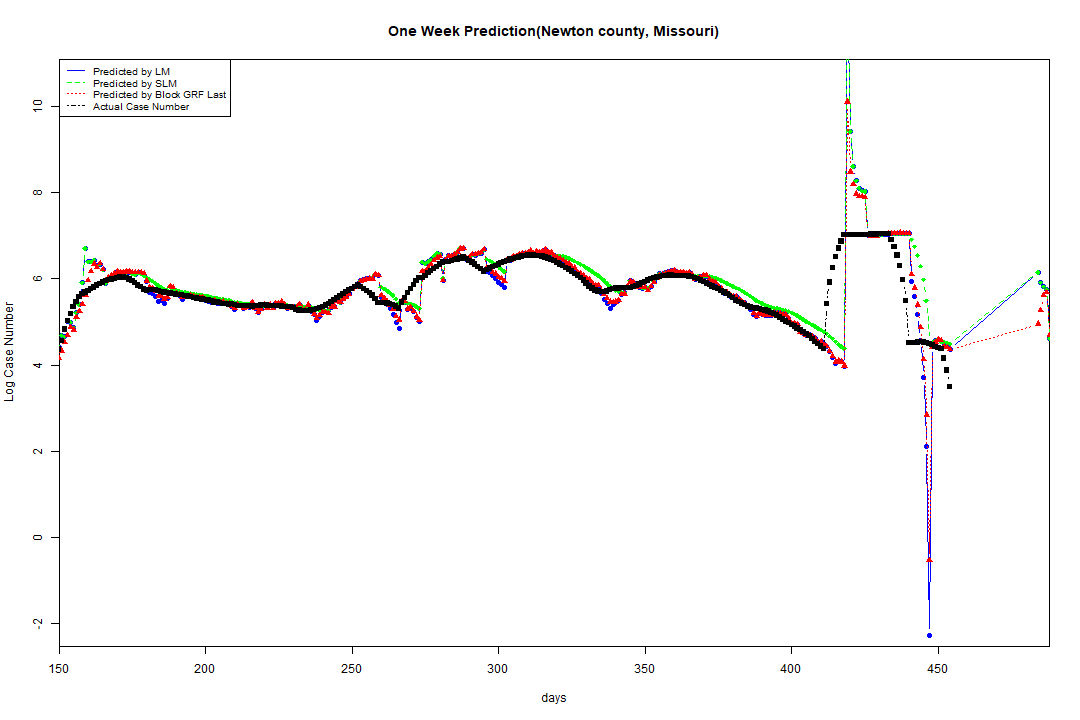 One Week Prediction(Newton county, Missouri)
Predicted by LM
Predicted by SLM
Predicted by Block GRF Last
Actual Case Number
Log Case Number
10
8
6
4
2
0
-2
150 200 250 300 350 400 450
days